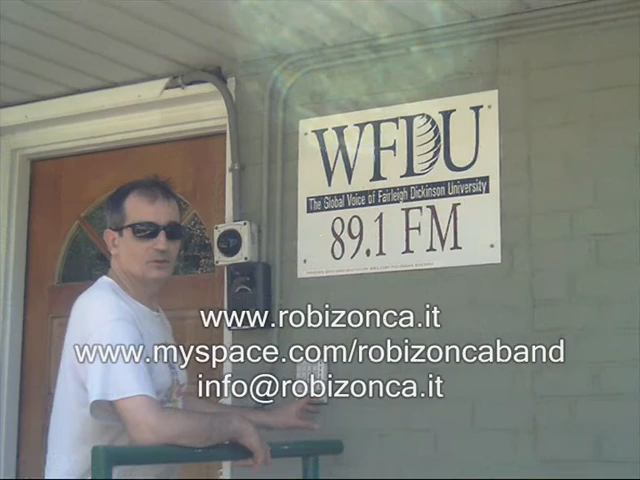 WFDU
The Global Voice of Fairleigh Dickinson University
89.1 FM
www.robizonca.it
www.myspace.com/robizoncaband
info@robizonca.it